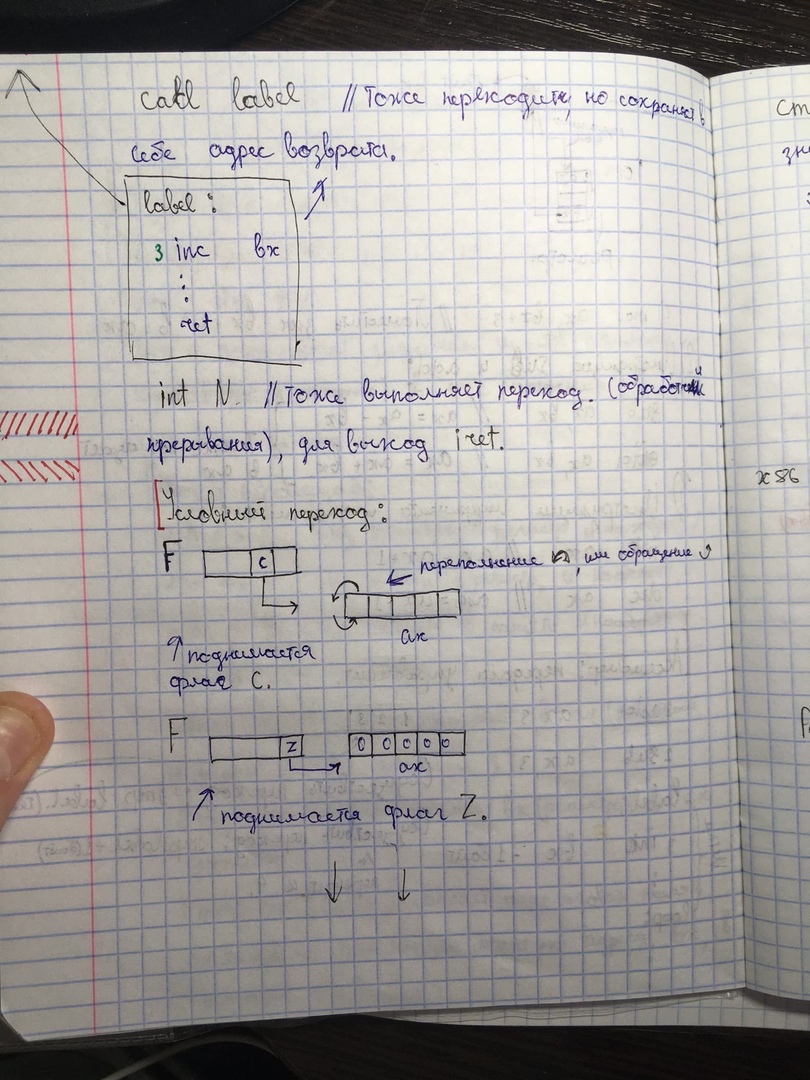 call label // Тоже переходит, но сохраняет в
себе адрес возврата.
label:
3 inc bx
⋮
ret
int N. // Тоже выполняет переход. (обработчик
прерывания), для выход iret.
Условный переход:
F C
переполнение, или обращение
ax
поднимается
флаг C.
F Z 0 0 0 0 0
ax
поднимается флаг Z.
ст
зн
x86